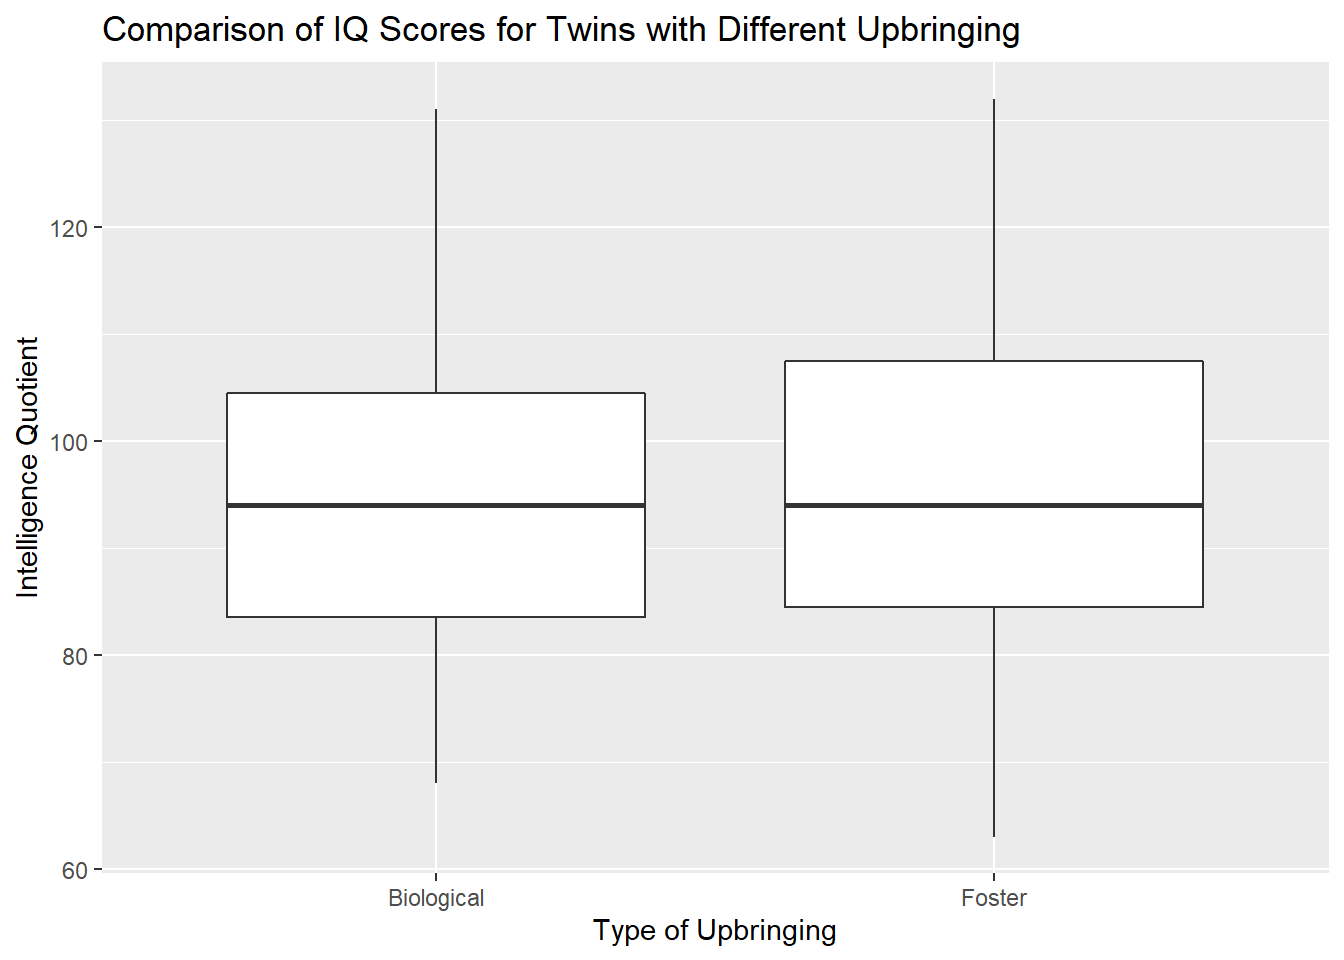 Comparison of IQ Scores for Twins with Different Upbringing
Intelligence Quotient
120
100
80
60
Biological
Foster
Type of Upbringing